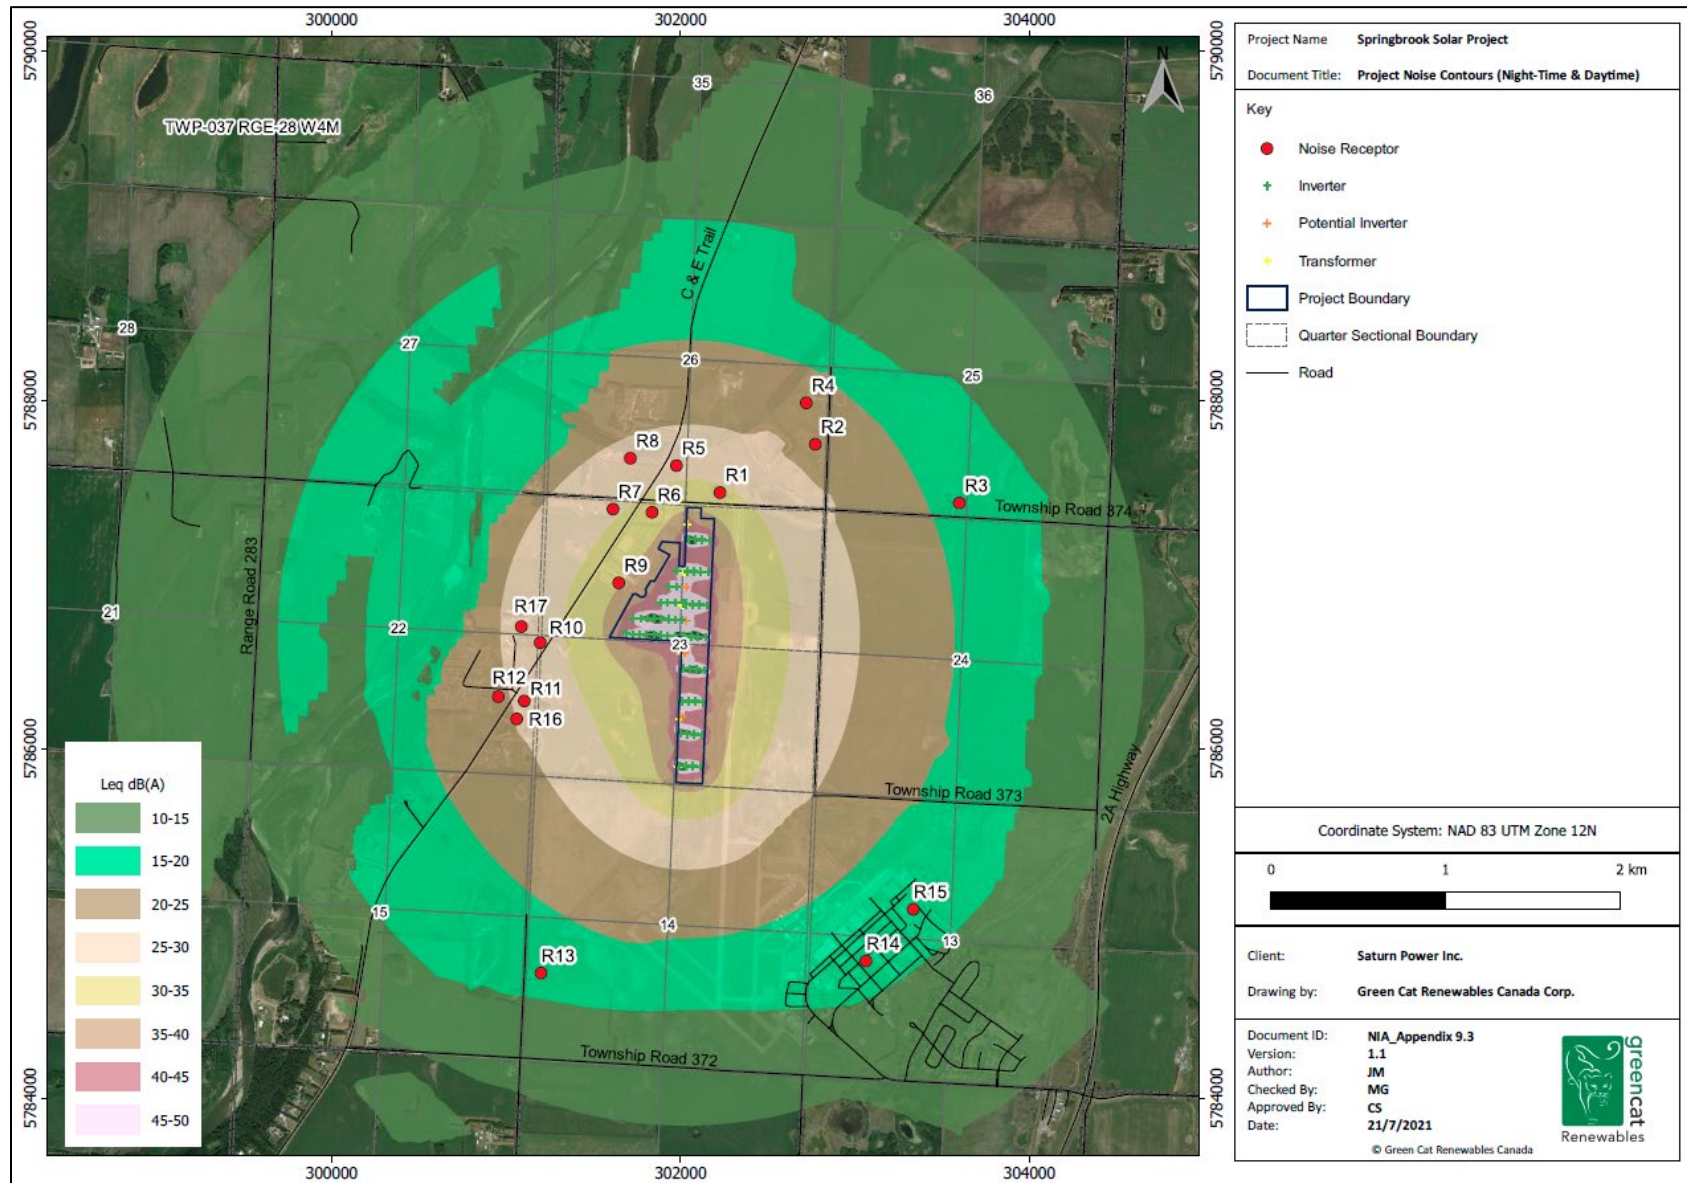 300000
302000
304000
5790000
5790000
Project Name Springbrook Solar Project
Document Title: Project Noise Contours (Night-Time & Daytime)
Key
Noise Receptor
Inverter
Potential Inverter
Transformer
Project Boundary
Quarter Sectional Boundary
Road
N
35
36
TWP-037 RGE-28 W4M
C & E Trail
28
27
26
25
5788000
5788000
R4
R2
R8
R5
R1
R3
R7
R6
Township Road 374
Range Road 283
R9
21
22
R17
R10
23
24
R12
R11
R16
5786000
5786000
Township Road 373
2A Highway
Leq dB(A)
10-15
15-20
20-25
25-30
30-35
35-40
40-45
45-50
15
14
13
R15
R14
R13
Township Road 372
5784000
5784000
300000
302000
304000
Coordinate System: NAD 83 UTM Zone 12N
0 1 2 km
Client: Saturn Power Inc.
Drawing by: Green Cat Renewables Canada Corp.
Document ID: NIA_Appendix 9.3
Version: 1.1
Author: JM
Checked By: MG
Approved By: CS
Date: 21/7/2021
greencat
Renewables
© Green Cat Renewables Canada